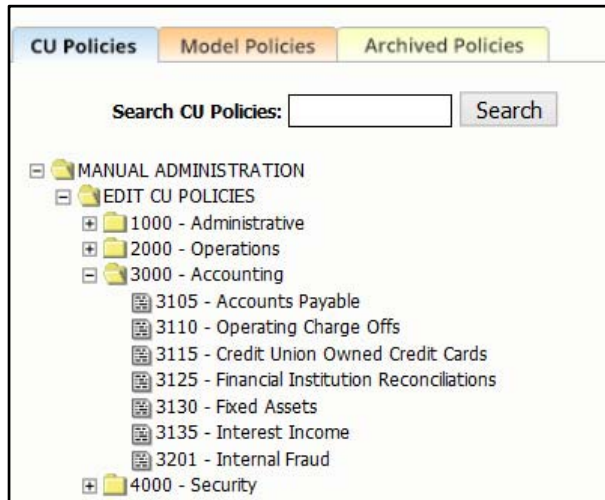 CU Policies Model Policies Archived Policies
Search CU Policies: Search
MANUAL ADMINISTRATION
EDIT CU POLICIES
1000 - Administrative
2000 - Operations
3000 - Accounting
3105 - Accounts Payable
3110 - Operating Charge Offs
3115 - Credit Union Owned Credit Cards
3125 - Financial Institution Reconciliations
3130 - Fixed Assets
3135 - Interest Income
3201 - Internal Fraud
4000 - Security